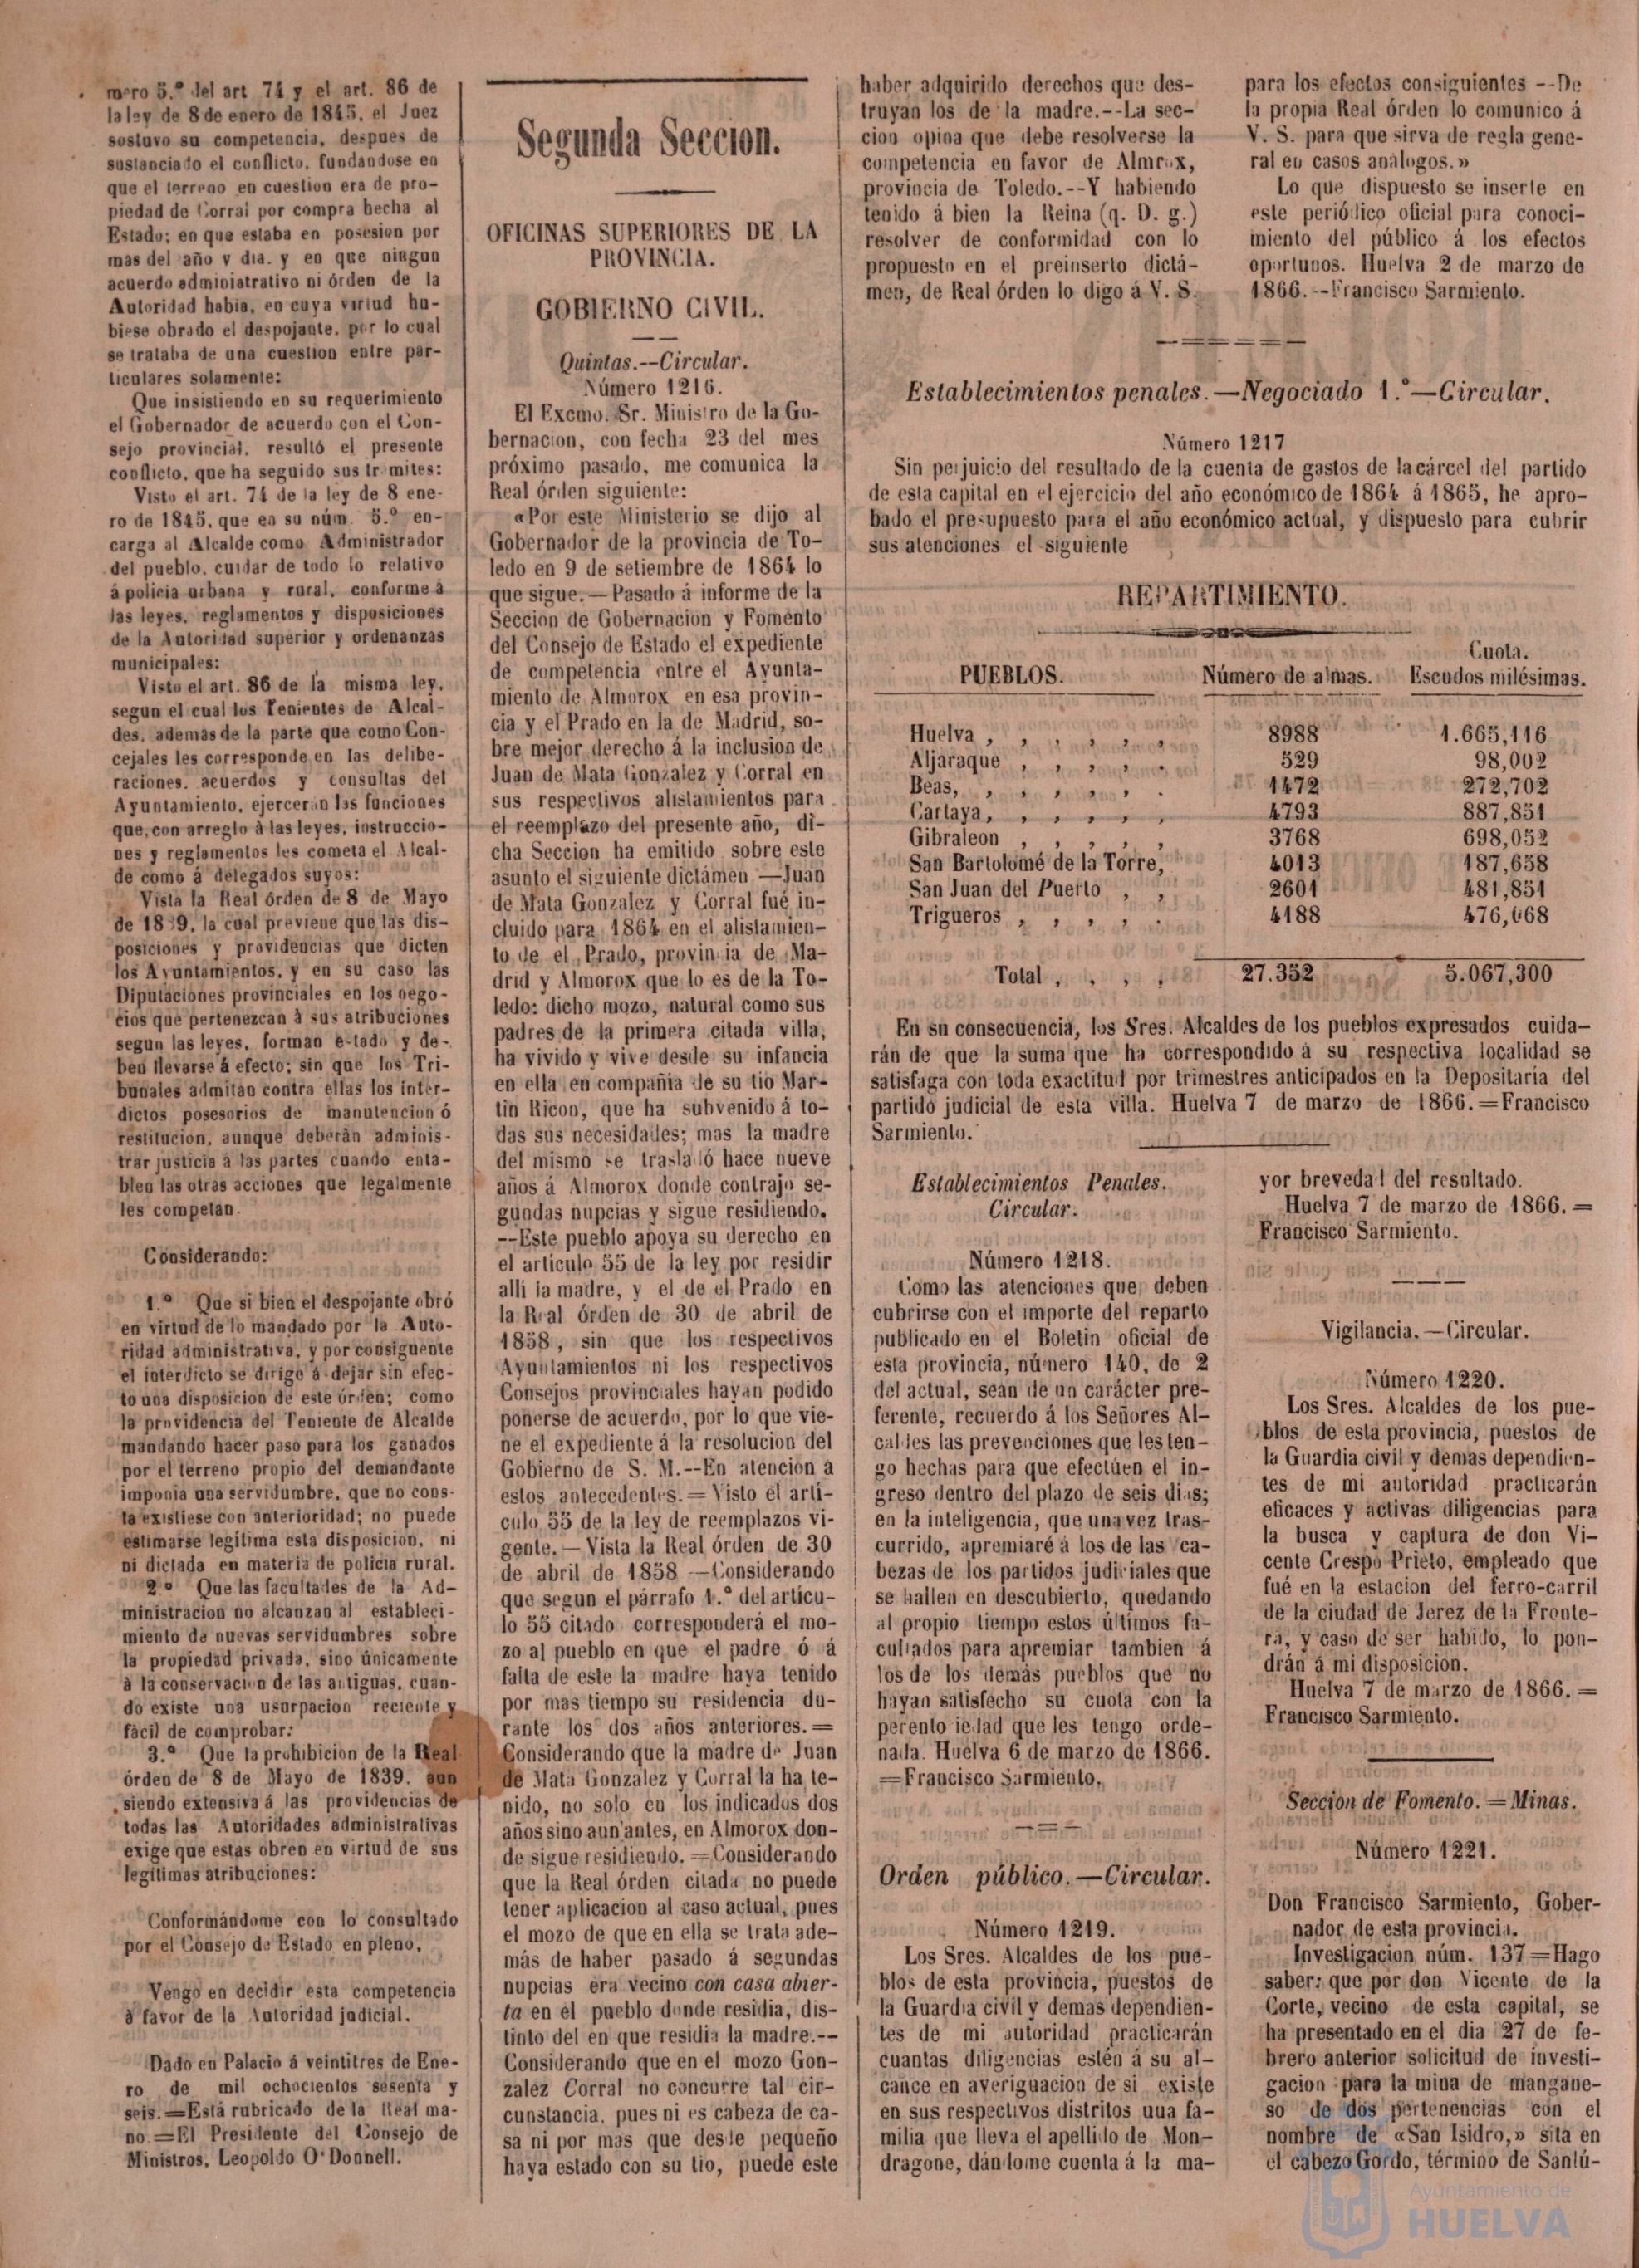 mero 5.º del art 74 y el art. 86 de
la ley de 8 de enero de 1845, el Juez
sostuvo su competencia, despues de
sustanciado el conflicto, fundandose en
que el terreno en cuestion era de pro-
piedad de Corral por compra hecha al
Estado; en que estaba en posesion por
mas del año y dia. y en que ningun
acuerdo administrativo ni órden de la
Autoridad habia, en cuya virtud hu-
biese obrado el despojante, por lo cual
se trataba de una cuestion entre par-
ticulares solamente:
Que insistiendo en su requerimiento
el Gobernador de acuerdo con el Con-
sejo provincial, resultó el presente
conflicto, que ha seguido sus trámites:
Visto el art. 74 de la ley de 8 ene-
ro de 1845, que en su núm. 5.º en-
carga al Alcalde como Administrador
del pueblo, cuidar de todo lo relativo
á policia urbana y rural, conforme á
las leyes, reglamentos y disposiciones
de la Autoridad superior y ordenanzas
municipales:
Visto el art. 86 de la misma ley,
segun el cual los Tenientes de Alcal-
des, además de la parte que como Con-
cejales les corresponde en las delibe-
raciones, acuerdos y consultas del
Ayuntamiento, ejercerán las funciones
que, con arreglo á las leyes, instruccio-
nes y reglamentos les cometa el Alcal-
de como á delegados suyos:
Vista la Real órden de 8 de Mayo
de 1839, la cual previene que las dis-
posiciones y providencias que dicten
los Ayuntamientos, y en su caso las
Diputaciones provinciales en los nego-
cios que pertenezcan á sus atribuciones
segun las leyes, forman estado y de-
ben llevarse á efecto; sin que los Tri-
bunales admitan contra ellas los inter-
dictos posesorios de manutencion ó
restitucion, aunque deberán adminis-
trar justicia á las partes cuando enta-
blen las otras acciones que legalmente
les competan.
Considerando:
1.º Que si bien el despojante obró
en virtud de lo mandado por la Auto-
ridad administrativa, y por consiguente
el interdicto se dirige á dejar sin efec-
to una disposicion de este órden; como
la providencia del Teniente de Alcalde
mandando hacer paso para los ganados
por el terreno propio del demandante
imponia una servidumbre, que no cons-
ta existiese con anterioridad; no puede
estimarse legítima esta disposicion, ni
ni dictada en materia de policia rural.
2.º Que las facultades de la Ad-
ministracion no alcanzan al estableci-
miento de nuevas servidumbres sobre
la propiedad privada, sino únicamente
á la conservacion de las antiguas, cuan-
do existe una usurpacion reciente y
fácil de comprobar:
3.º Que la prohibicion de la Real
órden de 8 de Mayo de 1839, aun
siendo extensiva á las providencias de
todas las Autoridades administrativas
exige que estas obren en virtud de sus
legítimas atribuciones:
Conformándome con lo consultado
por el Consejo de Estado en pleno,
Vengo en decidir esta competencia
á favor de la Autoridad judicial.
Dado en Palacio á veintitres de Ene-
ro de mil ochocientos sesenta y
seis.=Está rubricado de la Real ma-
no.=El Presidente del Consejo de
Ministros, Leopoldo O'Donnell.
Segunda Seccion.
OFICINAS SUPERIORES DE LA
PROVINCIA.
GOBIERNO CIVIL.
Quintas.--Circular.
Número 1216.
El Excmo. Sr. Ministro de la Go-
bernacion, con fecha 23 del mes
próximo pasado, me comunica la
Real órden siguiente:
«Por este Ministerio se dijo al
Gobernador de la provincia de To-
ledo en 9 de setiembre de 1864 lo
que sigue.—Pasado á informe de la
Seccion de Gobernacion y Fomento
del Consejo de Estado el expediente
de competencia entre el Ayunta-
miento de Almorox en esa provin-
cia y el Prado en la de Madrid, so-
bre mejor derecho á la inclusion de
Juan de Mata Gonzalez y Corral en
sus respectivos alistamientos para
el reemplazo del presente año, di-
cha Seccion ha emitido sobre este
asunto el siguiente dictámen —Juan
de Mata Gonzalez y Corral fué in-
cluido para 1864 en el alistamien-
to de el Prado, provincia de Ma-
drid y Almorox que lo es de la To-
ledo: dicho mozo, natural como sus
padres de la primera citada villa,
ha vivido y vive desde su infancia
en ella en compañia de su tio Mar-
tin Ricon, que ha subvenido á to-
das sus necesidades; mas la madre
del mismo se trasladó hace nueve
años á Almorox donde contrajo se-
gundas nupcias y sigue residiendo.
--Este pueblo apoya su derecho en
el artículo 55 de la ley por residir
alli la madre, y el de el Prado en
la Real órden de 30 de abril de
1858, sin que los respectivos
Ayuntamientos ni los respectivos
Consejos provinciales hayan podido
ponerse de acuerdo, por lo que vie-
ne el expediente á la resolucion del
Gobierno de S. M.--En atencion á
estos antecedentes.=Visto el artí-
culo 55 de la ley de reemplazos vi-
gente.—Vista la Real órden de 30
de abril de 1858 —Considerando
que segun el párrafo 1.º del artícu-
lo 55 citado corresponderá el mo-
zo al pueblo en que el padre ó á
falta de este la madre haya tenido
por mas tiempo su residencia du-
rante los dos años anteriores.=
Considerando que la madre de Juan
de Mata Gonzalez y Corral la ha te-
nido, no solo en los indicados dos
años sino aun antes, en Almorox don-
de sigue residiendo.=Considerando
que la Real órden citada no puede
tener aplicacion al caso actual, pues
el mozo de que en ella se trata ade-
más de haber pasado á segundas
nupcias era vecino con casa abier-
ta en el pueblo donde residia, dis-
tinto del en que residia la madre.--
Considerando que en el mozo Gon-
zalez Corral no concurre tal cir-
cunstancia, pues ni es cabeza de ca-
sa ni por mas que desde pequeño
haya estado con su tio, puede este
haber adquirido derechos que des-
truyan los de la madre.--La sec-
cion opina que debe resolverse la
competencia en favor de Almrox,
provincia de Toledo.--Y habiendo
tenido á bien la Reina (q. D. g.)
resolver de conformidad con lo
propuesto en el preinserto dictá-
men, de Real órden lo digo á V. S.
para los efectos consiguientes --De
la propia Real órden lo comunico á
V. S. para que sirva de regla gene-
ral en casos análogos.»
Lo que dispuesto se inserte en
este periódico oficial para conoci-
miento del público á los efectos
oportunos. Huelva 2 de marzo de
1866.--Francisco Sarmiento.
Establecimientos penales.—Negociado 1.º—Circular.
Número 1217
Sin perjuicio del resultado de la cuenta de gastos de la cárcel del partido
de esta capital en el ejercicio del año económico de 1864 á 1865, he apro-
bado el presupuesto para el año económico actual, y dispuesto para cubrir
sus atenciones el siguiente
REPARTIMIENTO.
Cuota.
PUEBLOS. Número de almas. Escudos milésimas.
Huelva , , , , , , 8988 1.665,116
Aljaraque , , , , . 529 98,002
Beas, , , , , , . 1472 272,702
Cartaya, , , , , , 4793 887,851
Gibraleon , , , , , 3768 698,052
San Bartolomé de la Torre, 1013 187,658
San Juan del Puerto , , 2601 481,851
Trigueros , , , , . 4188 476,068
Total , , , , 27.352 5.067,300
En su consecuencia, los Sres. Alcaldes de los pueblos expresados cuida-
rán de que la suma que ha correspondido á su respectiva localidad se
satisfaga con toda exactitud por trimestres anticipados en la Depositaría del
partido judicial de esta villa. Huelva 7 de marzo de 1866.=Francisco
Sarmiento.
Establecimientos Penales.
Circular.
Número 1218.
Como las atenciones que deben
cubrirse con el importe del reparto
publicado en el Boletin oficial de
esta provincia, número 140, de 2
del actual, sean de un carácter pre-
ferente, recuerdo á los Señores Al-
caldes las prevenciones que les ten-
go hechas para que efectúen el in-
greso dentro del plazo de seis dias;
en la inteligencia, que una vez tras-
currido, apremiaré á los de las ca-
bezas de los partidos judiciales que
se hallen en descubierto, quedando
al propio tiempo estos últimos fa-
cultados para apremiar tambien á
los de los demás pueblos que no
hayan satisfecho su cuota con la
perentoriedad que les tengo orde-
nada. Huelva 6 de marzo de 1866.
=Francisco Sarmiento.
Orden público.—Circular.
Número 1219.
Los Sres. Alcaldes de los pue-
blos de esta provincia, puestos de
la Guardia civil y demas dependien-
tes de mi autoridad practicarán
cuantas diligencias estén á su al-
cance en averiguacion de si existe
en sus respectivos distritos una fa-
milia que lleva el apellido de Mon-
dragone, dándome cuenta á la ma-
yor brevedad del resultado.
Huelva 7 de marzo de 1866.=
Francisco Sarmiento.
Vigilancia.—Circular.
Número 1220.
Los Sres. Alcaldes de los pue-
blos de esta provincia, puestos de
la Guardia civil y demas dependien-
tes de mi autoridad practicarán
eficaces y activas diligencias para
la busca y captura de don Vi-
cente Crespo Prieto, empleado que
fué en la estacion del ferro-carril
de la ciudad de Jerez de la Fronte-
ra, y caso de ser habido, lo pon-
drán á mi disposicion.
Huelva 7 de marzo de 1866.=
Francisco Sarmiento.
Seccion de Fomento.=Minas.
Número 1221.
Don Francisco Sarmiento, Gober-
nador de esta provincia.
Investigacion núm. 137=Hago
saber: que por don Vicente de la
Corte, vecino de esta capital, se
ha presentado en el dia 27 de fe-
brero anterior solicitud de investi-
gacion para la mina de mangane-
so de dos pertenencias con el
nombre de «San Isidro,» sita en
el cabezo Gordo, término de Sanlú-
Ayuntamiento de
HUELVA